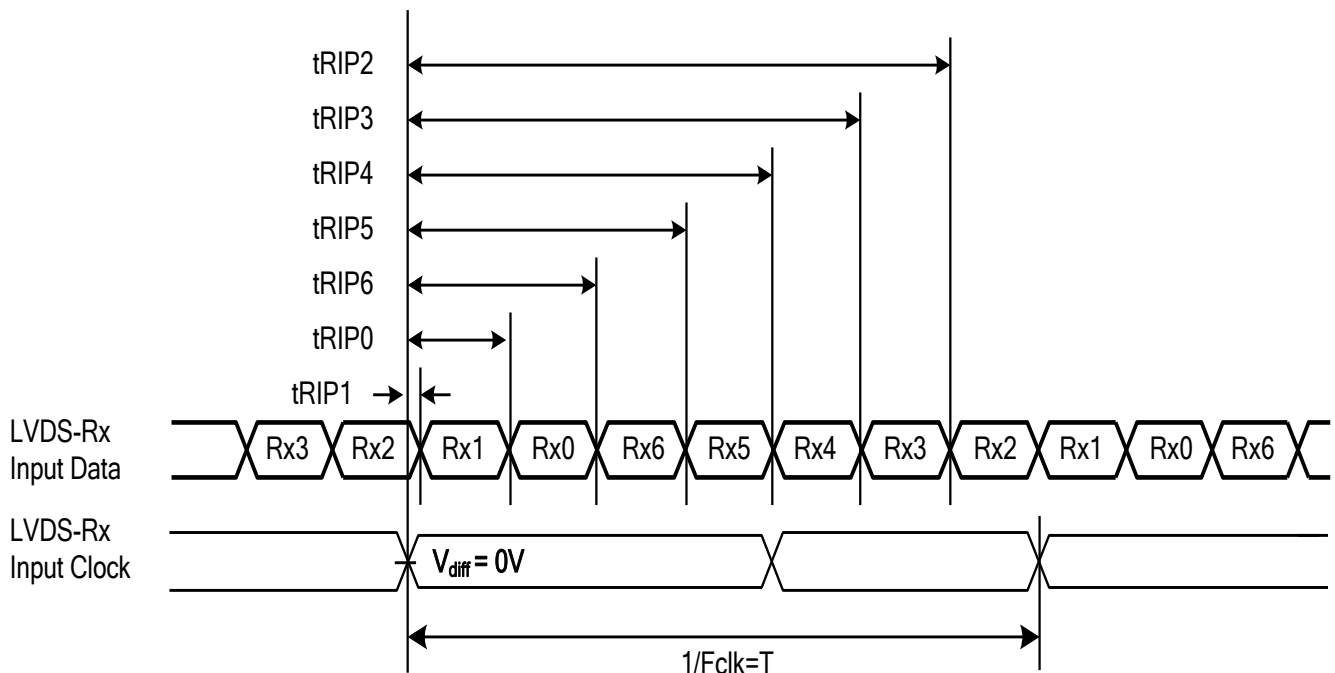 tRIP2
tRIP3
tRIP4
tRIP5
tRIP6
tRIP0
tRIP1
LVDS-Rx
Input Data
Rx3 Rx2 Rx1 Rx0 Rx6 Rx5 Rx4 Rx3 Rx2 Rx1 Rx0 Rx6
LVDS-Rx
Input Clock
Vdiff = 0V
1/Fclk=T